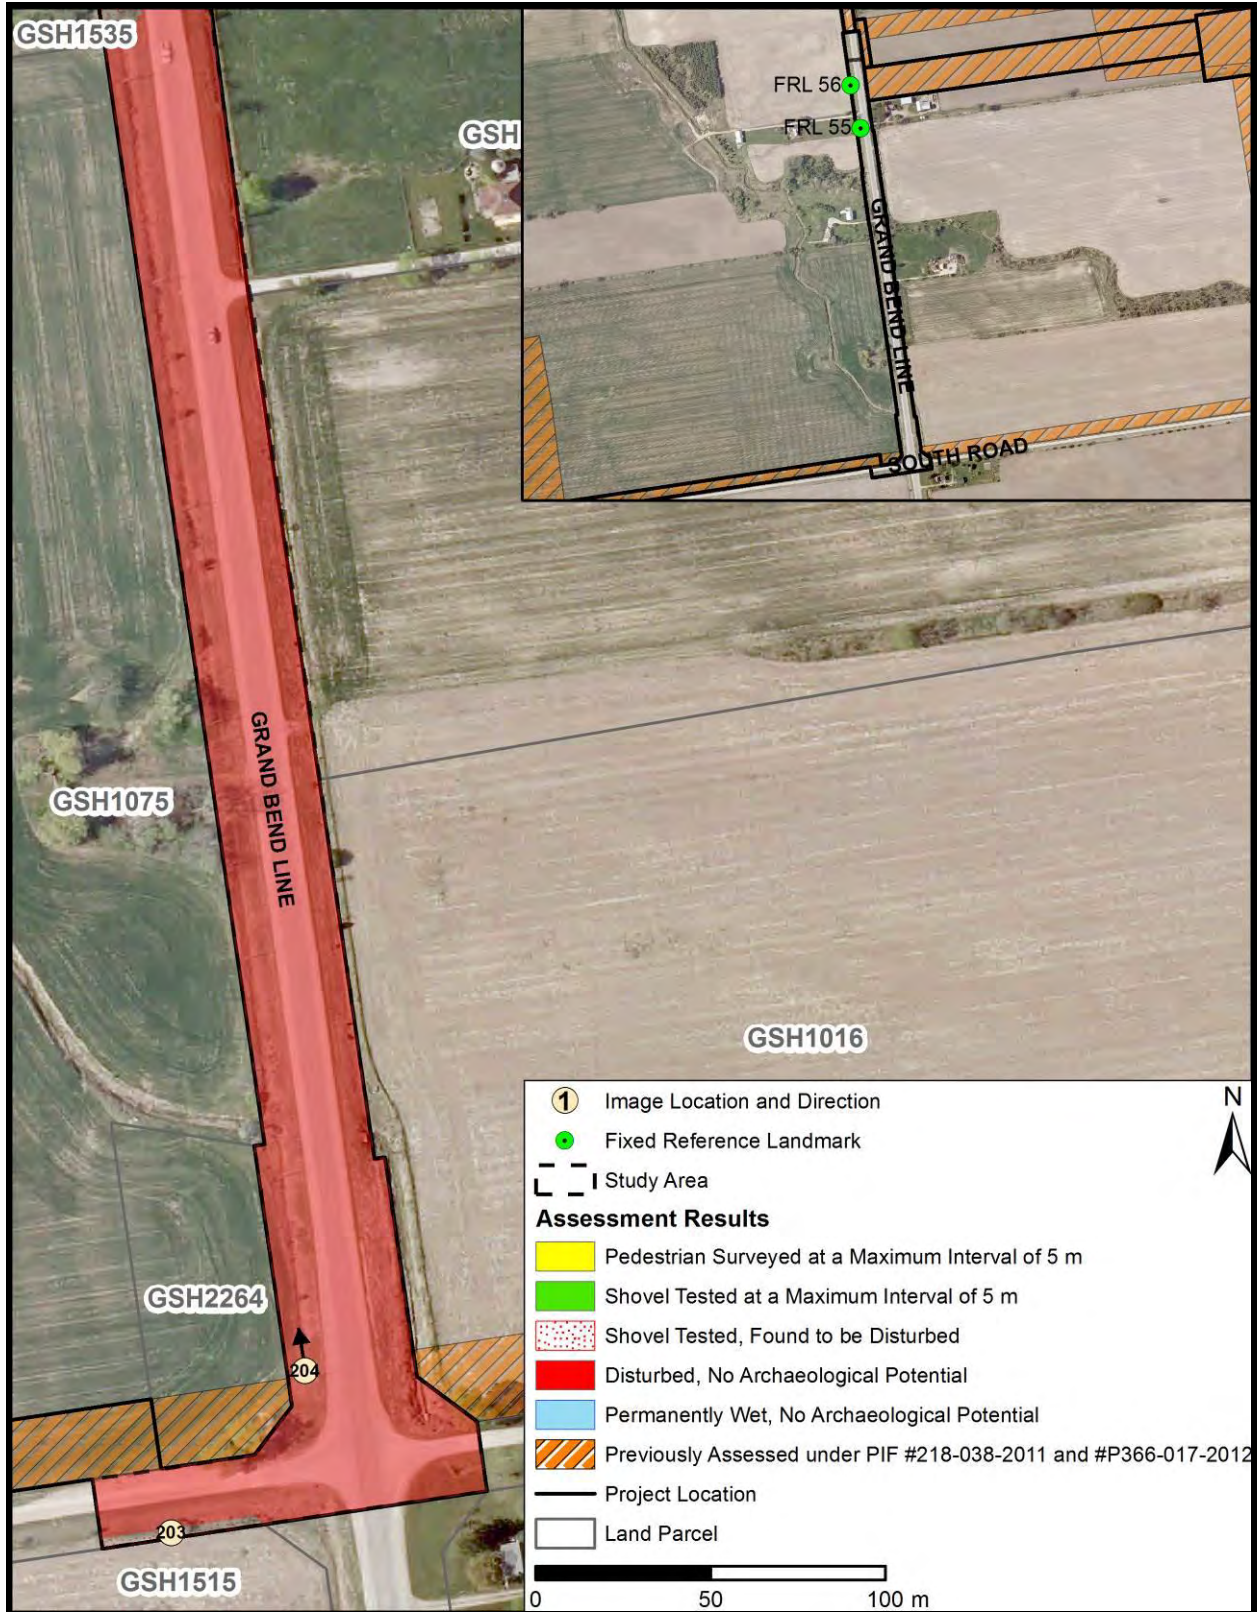 GSH1535
GSH
FRL 56
FRL 55
GRAND BEND LINE
SOUTH ROAD
GRAND BEND LINE
GSH1075
GSH1016
GSH2264
204
203
GSH1515
1 Image Location and Direction
Fixed Reference Landmark
Study Area
Assessment Results
Pedestrian Surveyed at a Maximum Interval of 5 m
Shovel Tested at a Maximum Interval of 5 m
Shovel Tested, Found to be Disturbed
Disturbed, No Archaeological Potential
Permanently Wet, No Archaeological Potential
Previously Assessed under PIF #218-038-2011 and #P366-017-2012
Project Location
Land Parcel
0 50 100 m
N